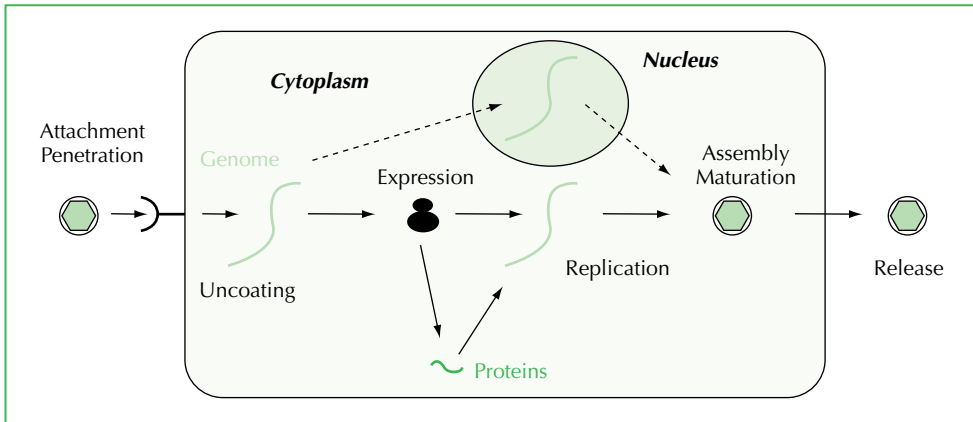 Cytoplasm
Nucleus
Attachment
Penetration
Genome
Expression
Assembly
Maturation
Uncoating
Replication
Release
Proteins